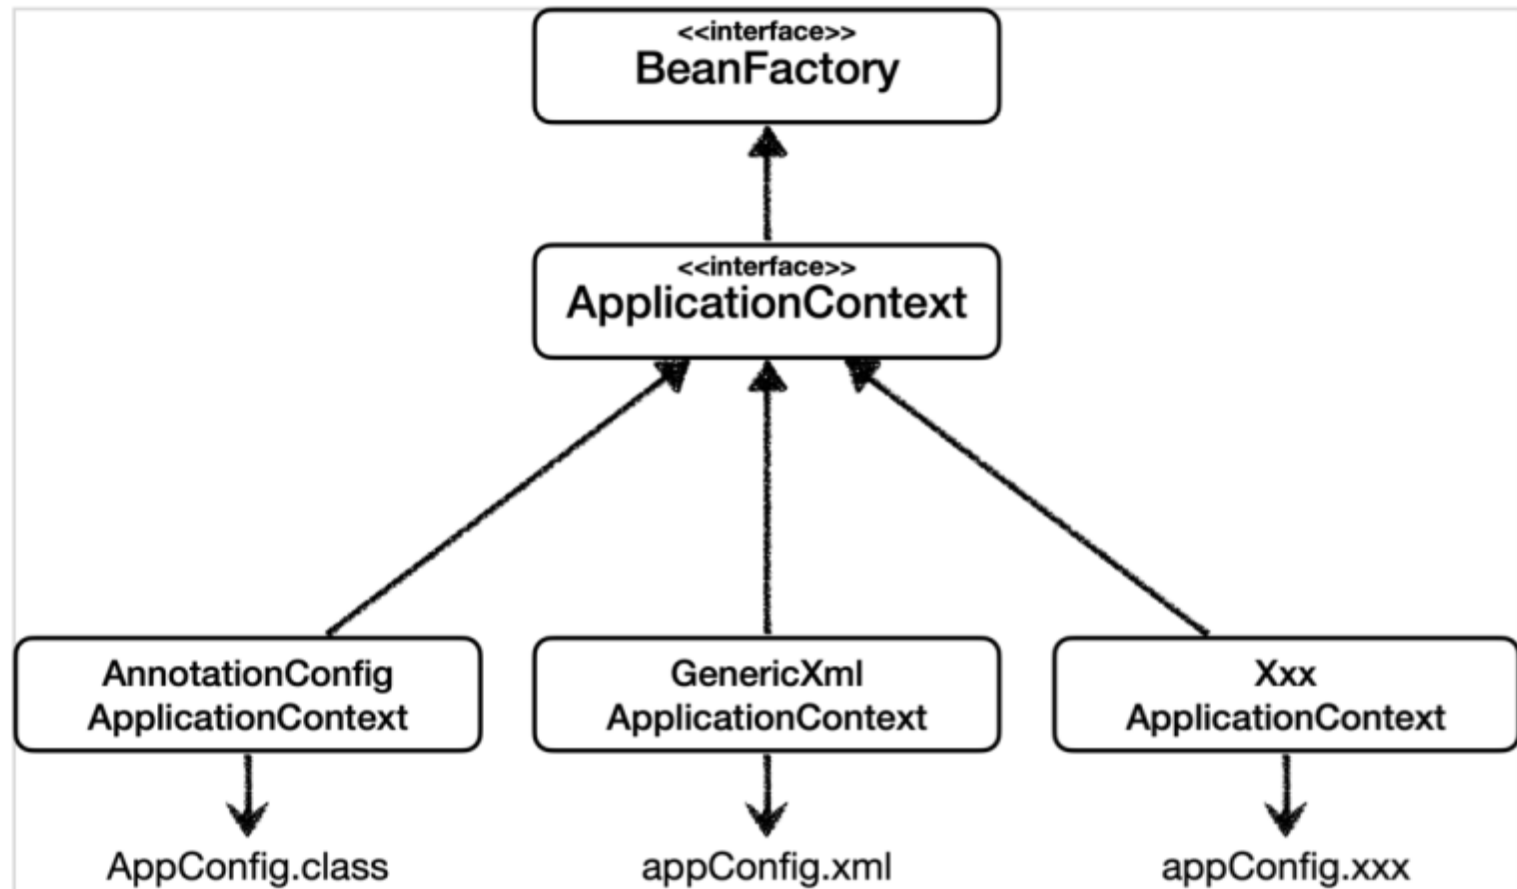 <<interface>>
BeanFactory
<<interface>>
ApplicationContext
AnnotationConfig
ApplicationContext
GenericXml
ApplicationContext
Xxx
ApplicationContext
AppConfig.class
appConfig.xml
appConfig.xxx